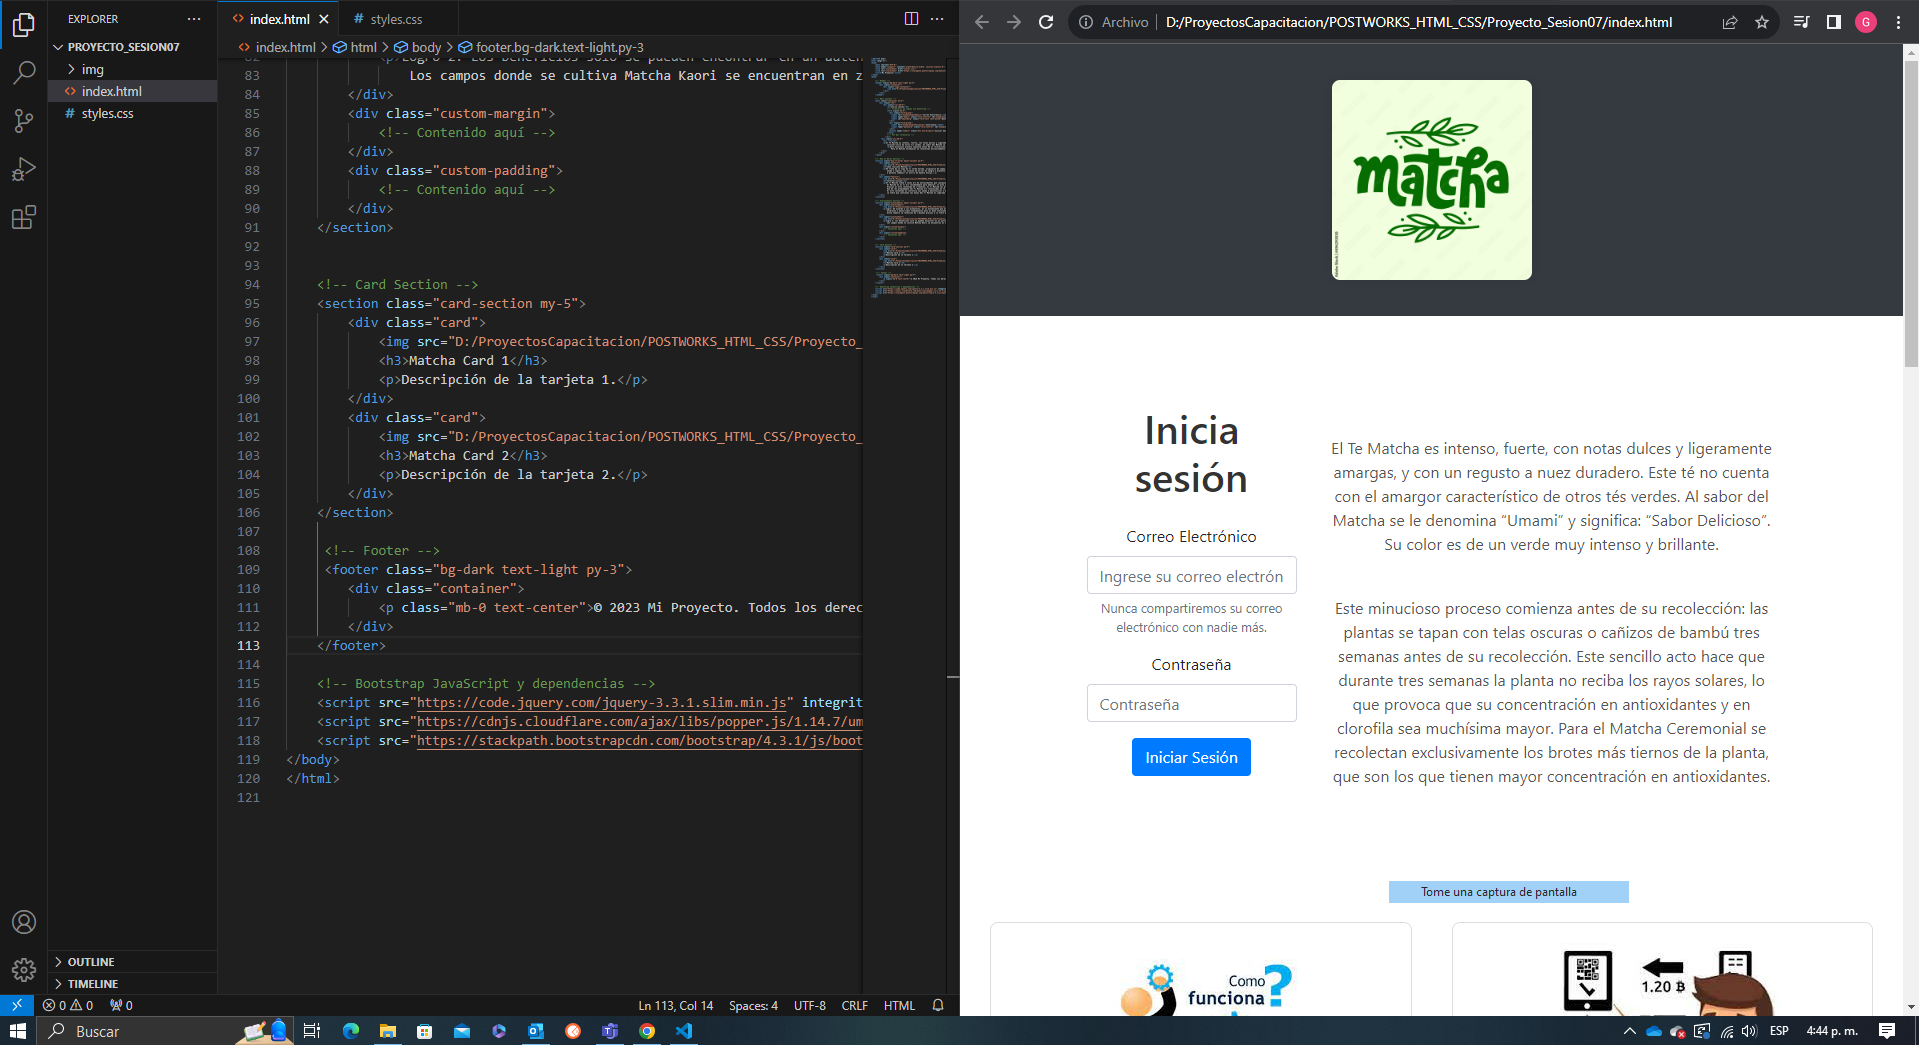 EXPLORER
PROYECTO_SESION07
img
index.html
styles.css
OUTLINE
TIMELINE
index.html
styles.css
index.html > html > body > footer.bg-dark.text-light.py-3
82 <p>Logro 2: Los beneficios solo se pueden encontrar en un
83 Los campos donde se cultiva Matcha Kaori se encuentran en z
84 </div>
85 <div class="custom-margin">
86 <!-- Contenido aquí -->
87 </div>
88 <div class="custom-padding">
89 <!-- Contenido aquí -->
90 </div>
91 </section>
92
93
94 <!-- Card Section -->
95 <section class="card-section my-5">
96 <div class="card">
97 <img src="D:/ProyectosCapacitacion/POSTWORKS_HTML_CSS/Proyecto_
98 <h3>Matcha Card 1</h3>
99 <p>Descripción de la tarjeta 1.</p>
100 </div>
101 <div class="card">
102 <img src="D:/ProyectosCapacitacion/POSTWORKS_HTML_CSS/Proyecto_
103 <h3>Matcha Card 2</h3>
104 <p>Descripción de la tarjeta 2.</p>
105 </div>
106 </section>
107
108 <!-- Footer -->
109 <footer class="bg-dark text-light py-3">
110 <div class="container">
111 <p class="mb-0 text-center">© 2023 Mi Proyecto. Todos los derec
112 </div>
113 </footer>
114
115 <!-- Bootstrap JavaScript y dependencias -->
116 <script src="https://code.jquery.com/jquery-3.3.1.slim.min.js" integrit
117 <script src="https://cdnjs.cloudflare.com/ajax/libs/popper.js/1.14.7/um
118 <script src="https://stackpath.bootstrapcdn.com/bootstrap/4.3.1/js/boot
119 </body>
120 </html>
121
0 0 0
Ln 113, Col 14 Spaces: 4 UTF-8 CRLF HTML
Archivo | D:/ProyectosCapacitacion/POSTWORKS_HTML_CSS/Proyecto_Sesion07/index.html
G
matcha
Inicia
sesión
Correo Electrónico
Ingrese su correo electrón
Nunca compartiremos su correo
electrónico con nadie más.
Contraseña
Contraseña
Iniciar Sesión
El Te Matcha es intenso, fuerte, con notas dulces y ligeramente
amargas, y con un regusto a nuez duradero. Este té no cuenta
con el amargor característico de otros tés verdes. Al sabor del
Matcha se le denomina “Umami” y significa: “Sabor Delicioso”.
Su color es de un verde muy intenso y brillante.
Este minucioso proceso comienza antes de su recolección: las
plantas se tapan con telas oscuras o cañizos de bambú tres
semanas antes de su recolección. Este sencillo acto hace que
durante tres semanas la planta no reciba los rayos solares, lo
que provoca que su concentración en antioxidantes y en
clorofila sea muchísima mayor. Para el Matcha Ceremonial se
recolectan exclusivamente los brotes más tiernos de la planta,
que son los que tienen mayor concentración en antioxidantes.
Tome una captura de pantalla
Como
funciona
?
1.20 ฿
Buscar
ESP
4:44 p. m.